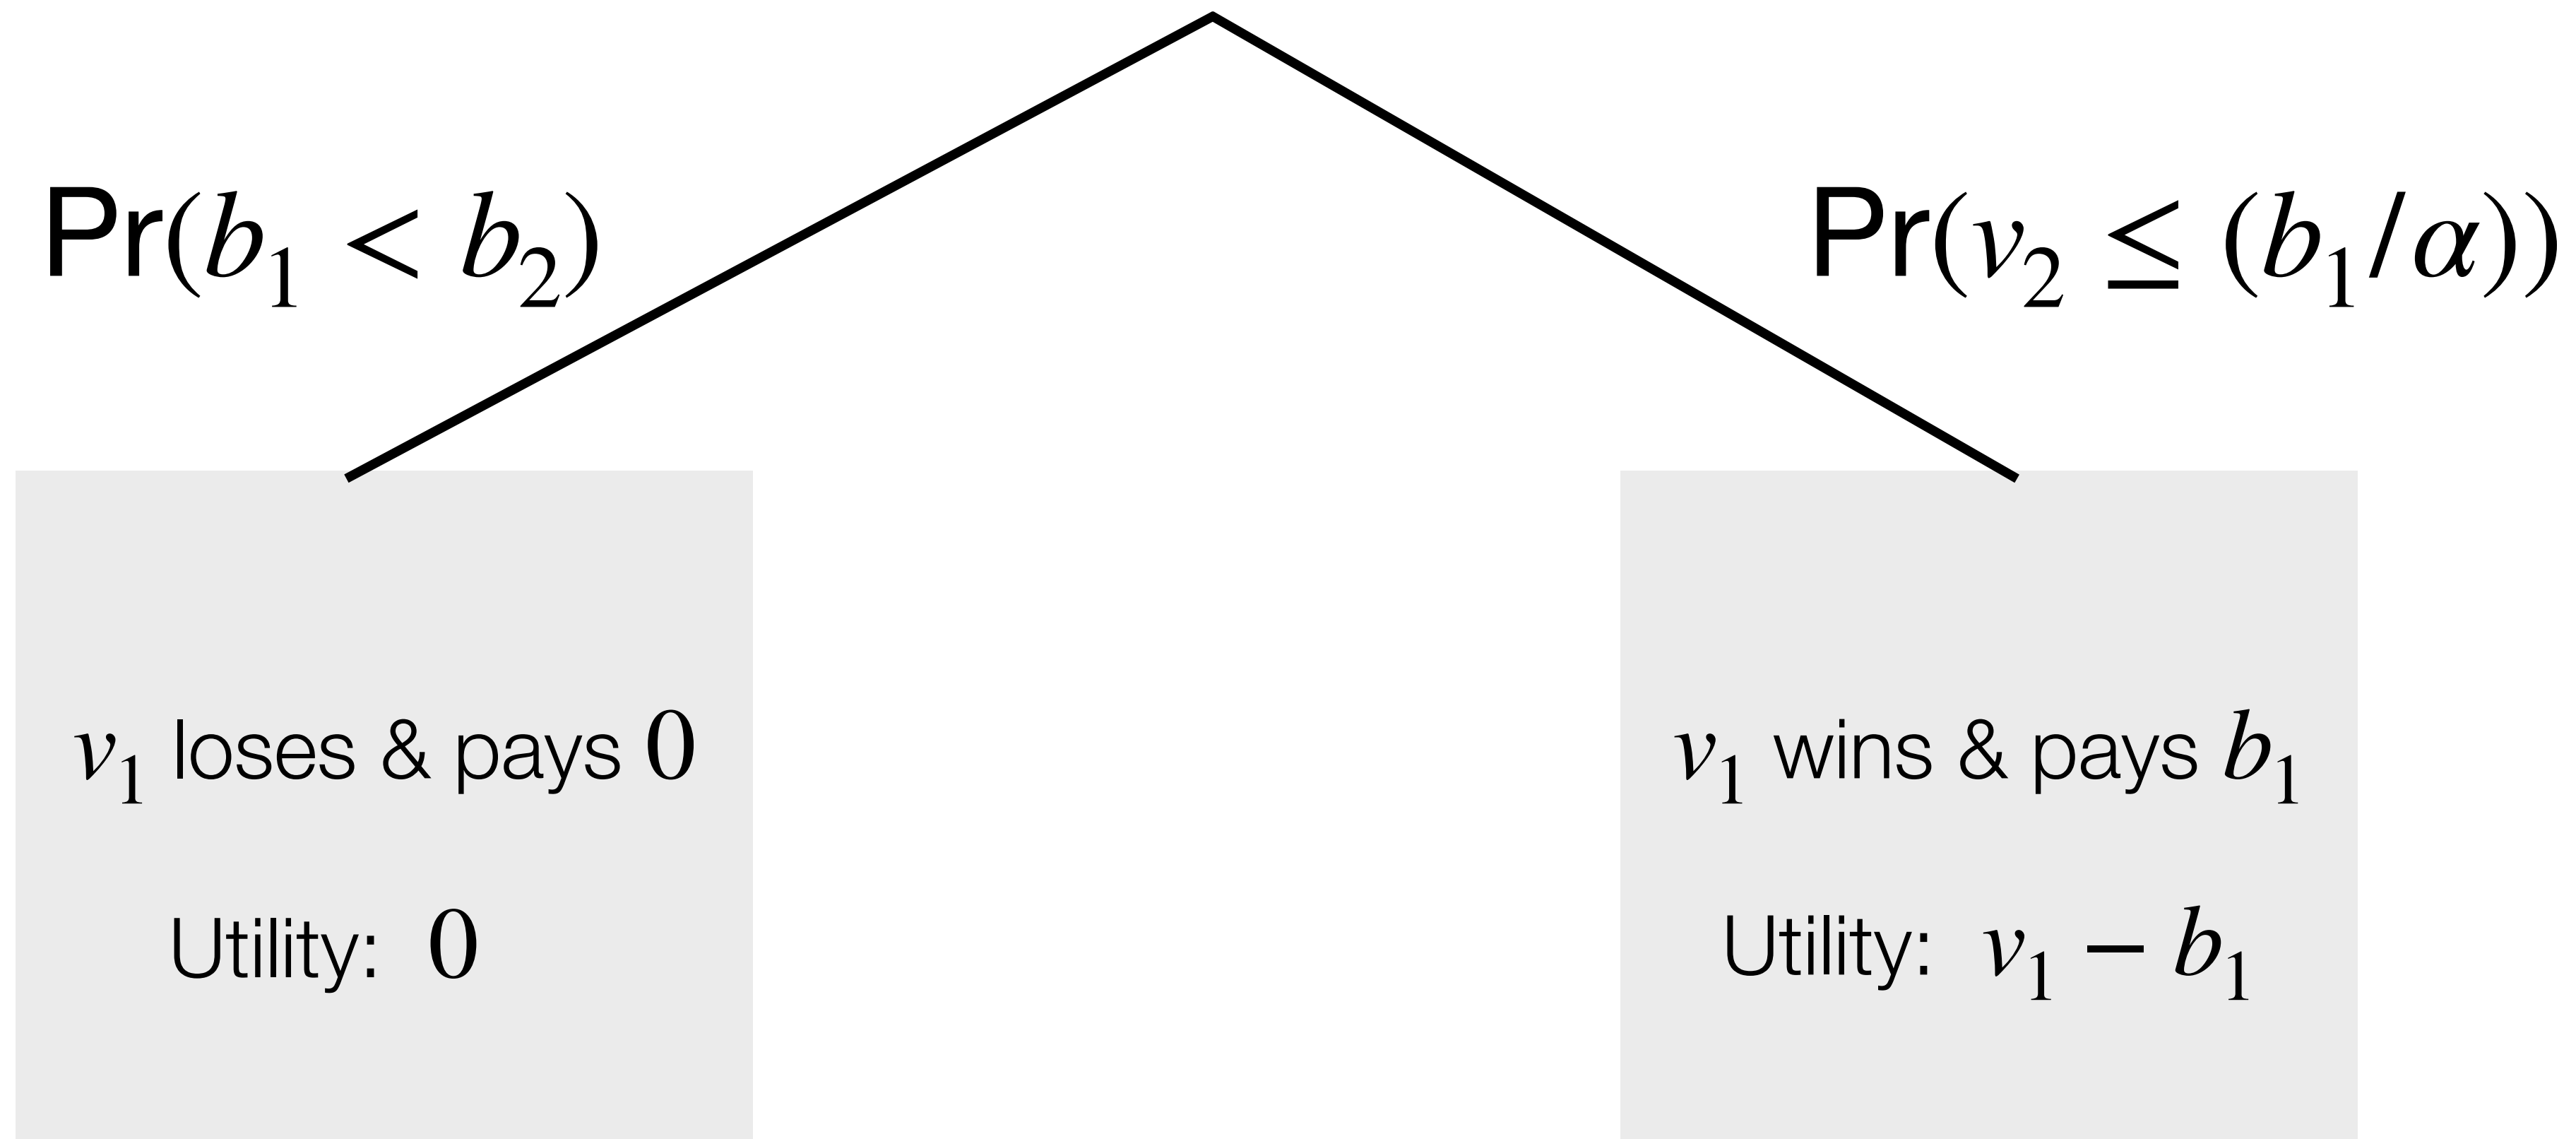 Pr(b₁ < b₂)
Pr(v₂ ≤ (b₁/α))
v₁ loses & pays 0
Utility: 0
v₁ wins & pays b₁
Utility: v₁ − b₁